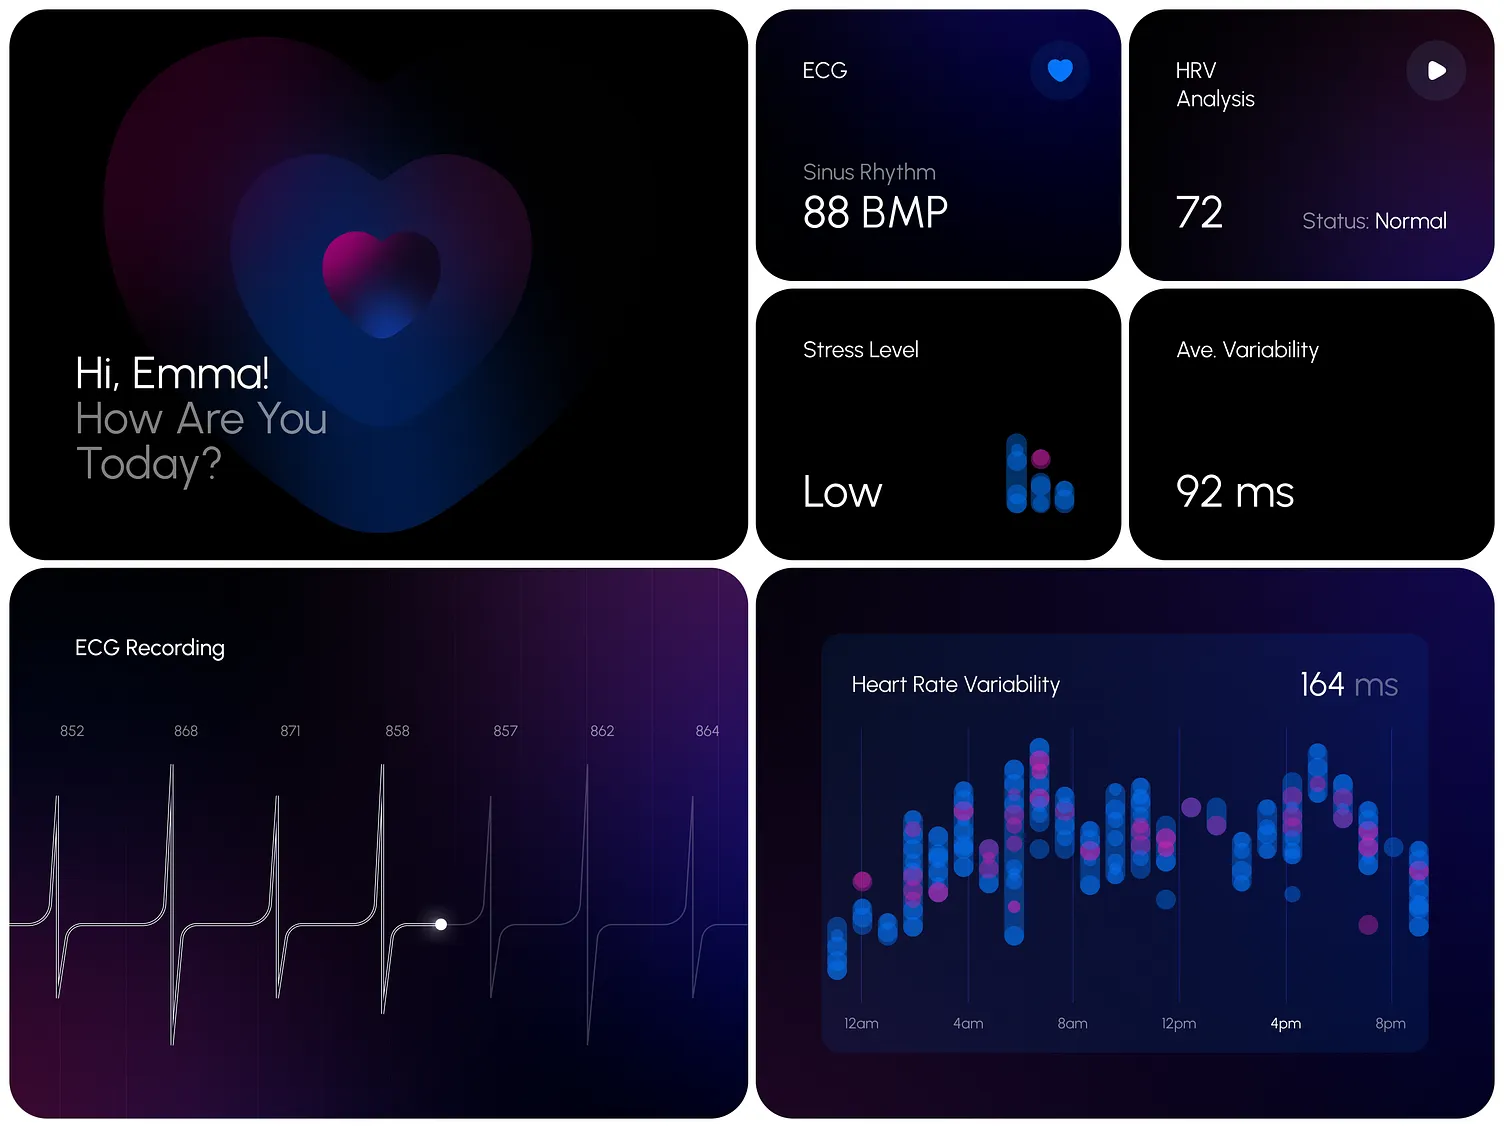 Hi, Emma!
How Are You
Today?
ECG
Sinus Rhythm
88 BMP
HRV
Analysis
72
Status: Normal
Stress Level
Low
Ave. Variability
92 ms
ECG Recording
852 868 871 858 857 862 864
Heart Rate Variability
164 ms
12am 4am 8am 12pm 4pm 8pm